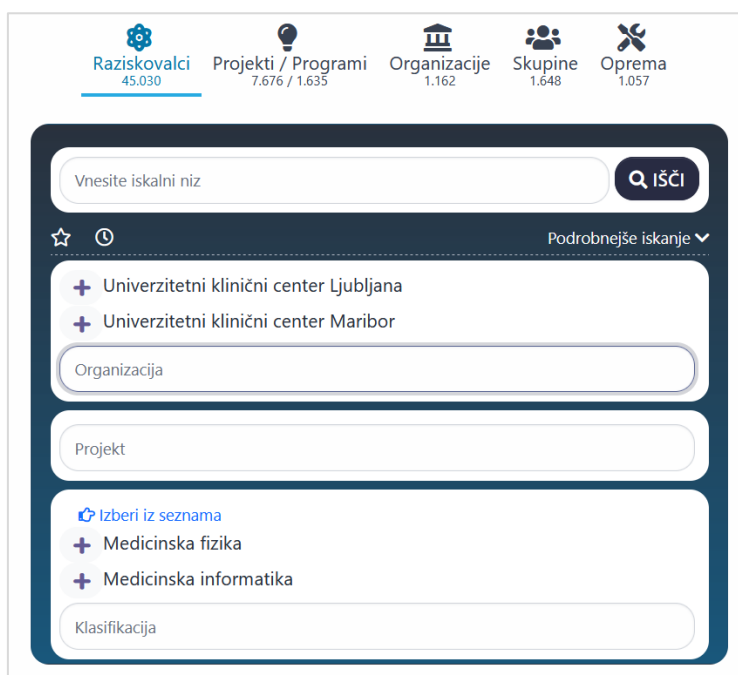 Raziskovalci Projekti / Programi Organizacije Skupine Oprema
45.030 7.676 / 1.635 1.162 1.648 1.057
Vnesite iskalni niz IŠČI
Podrobnejše iskanje
Univerzitetni klinični center Ljubljana
Univerzitetni klinični center Maribor
Organizacija
Projekt
Izberi iz seznama
Medicinska fizika
Medicinska informatika
Klasifikacija